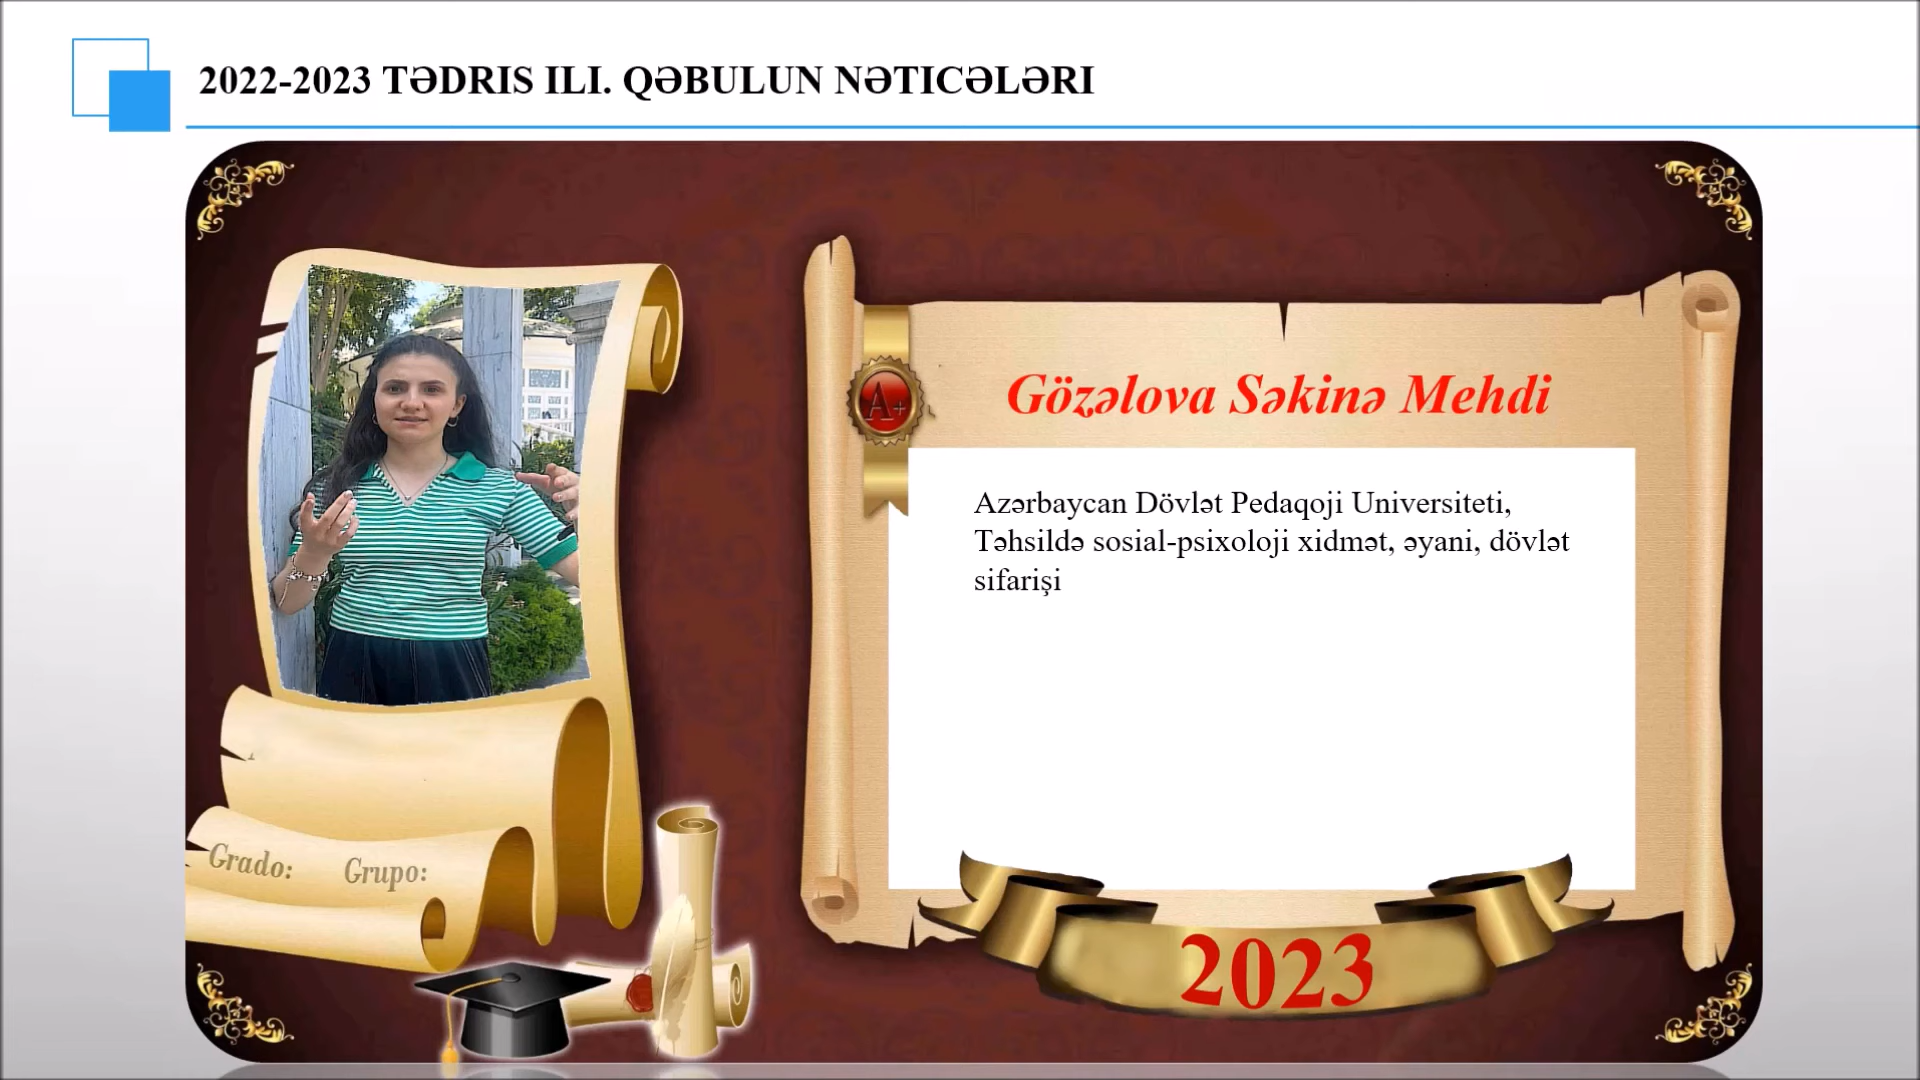 2022-2023 TƏDRIS ILI. QƏBULUN NƏTICƏLƏRI
A+
Gözəlova Səkinə Mehdi
Azərbaycan Dövlət Pedaqoji Universiteti,
Təhsildə sosial-psixoloji xidmət, əyani, dövlət
sifarişi
Grado: Grupo:
2023